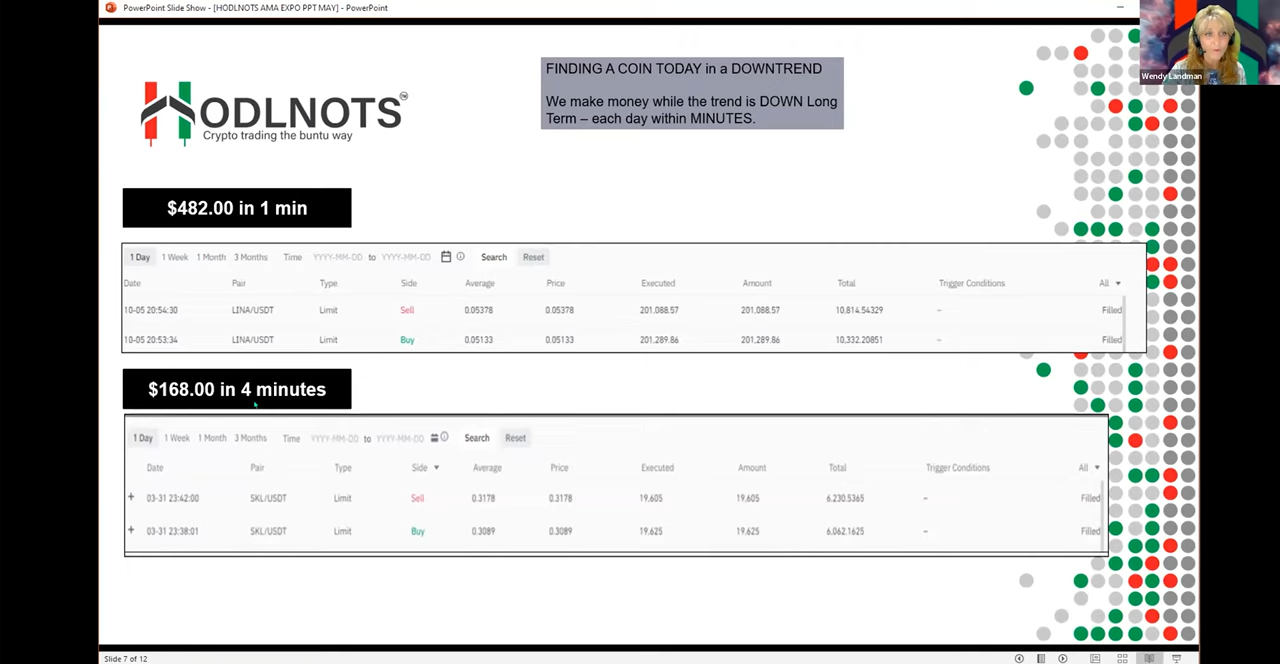 PowerPoint Slide Show - [HODLNOTS AMA EXPO PPT MAY] - PowerPoint
Wendy Landman
FINDING A COIN TODAY in a DOWNTREND
We make money while the trend is DOWN Long
Term – each day within MINUTES.
HODLNOTS™
Crypto trading the buntu way
$482.00 in 1 min
1 Day 1 Week 1 Month 3 Months Time YYYY-MM-DD to YYYY-MM-DD Search Reset
Date Pair Type Side Average Price Executed Amount Total Trigger Conditions All
10-05 20:54:30 LINA/USDT Limit Sell 0.05378 0.05378 201,088.57 201,088.57 10,814.54329 – Filled
10-05 20:53:34 LINA/USDT Limit Buy 0.05133 0.05133 201,289.86 201,289.86 10,332.20851 – Filled
$168.00 in 4 minutes
1 Day 1 Week 1 Month 3 Months Time YYYY-MM-DD to YYYY-MM-DD Search Reset
Date Pair Type Side Average Price Executed Amount Total Trigger Conditions All
+ 03-31 23:42:00 SKL/USDT Limit Sell 0.3178 0.3178 19,605 19,605 6,230.5365 – Filled
+ 03-31 23:38:01 SKL/USDT Limit Buy 0.3089 0.3089 19,625 19,625 6,062.1625 – Filled
Slide 7 of 12